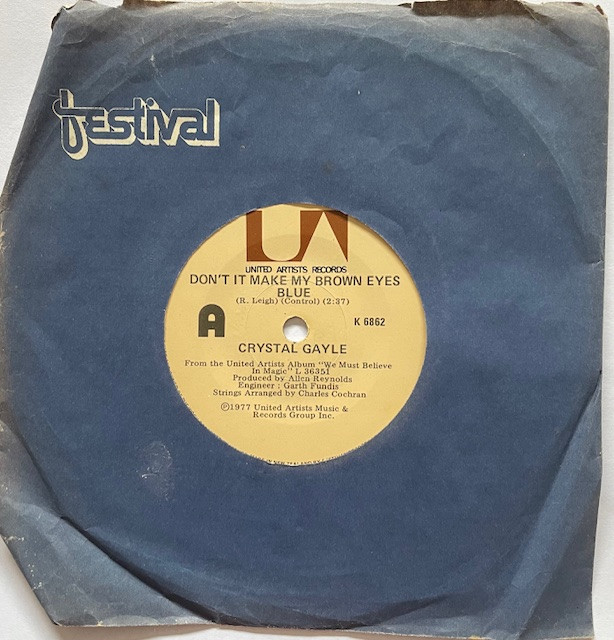 festival
UA
UNITED ARTISTS RECORDS
DON'T IT MAKE MY BROWN EYES
BLUE
(R. Leigh) (Control) (2:37)
A
K 6862
CRYSTAL GAYLE
From the United Artists Album "We Must Believe
In Magic" L 36351
Produced by Allen Reynolds
Engineer : Garth Fundis
Strings Arranged by Charles Cochran
℗1977 United Artists Music &
Records Group Inc.